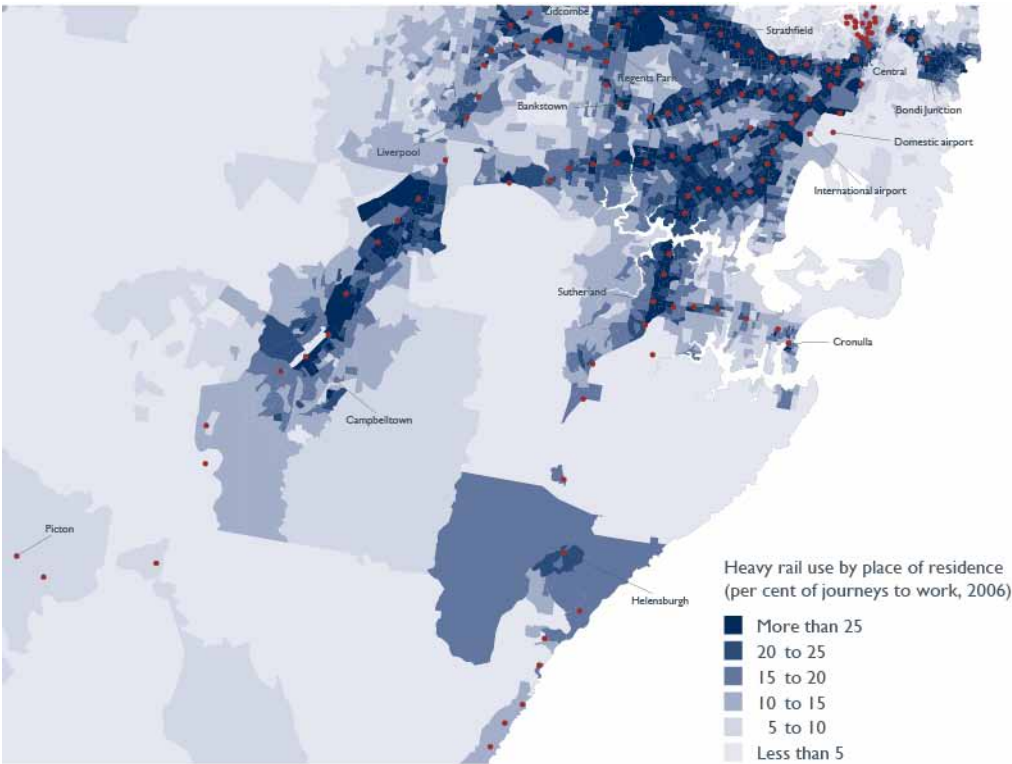 Lidcombe
Strathfield
Regents Park
Central
Bankstown
Bondi Junction
Domestic airport
Liverpool
International airport
Sutherland
Cronulla
Campbelltown
Picton
Helensburgh
Heavy rail use by place of residence
(per cent of journeys to work, 2006)
More than 25
20 to 25
15 to 20
10 to 15
5 to 10
Less than 5